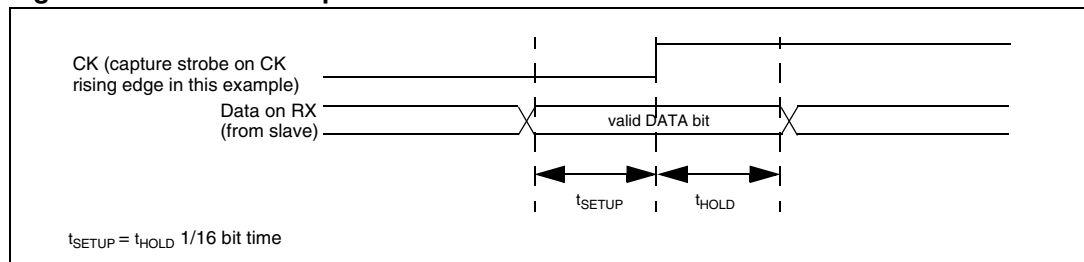 CK (capture strobe on CK
rising edge in this example)
Data on RX
(from slave)
valid DATA bit
tSETUP
tHOLD
tSETUP = tHOLD 1/16 bit time